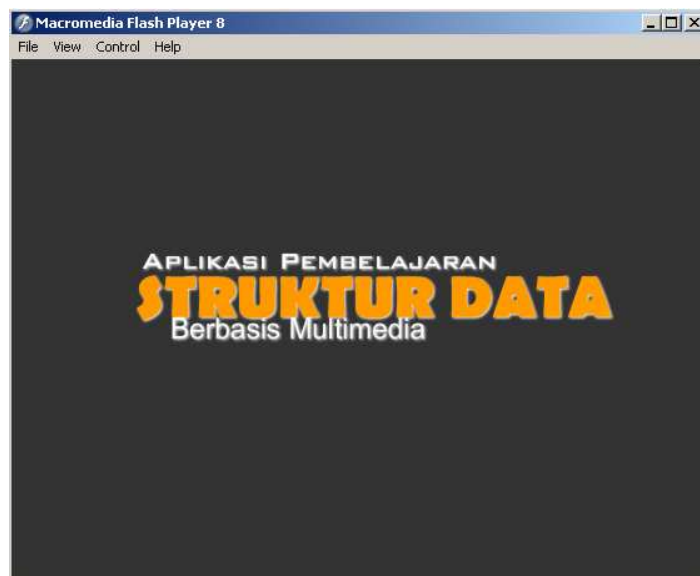 Macromedia Flash Player 8
File View Control Help
APLIKASI PEMBELAJARAN
STRUKTUR DATA
Berbasis Multimedia